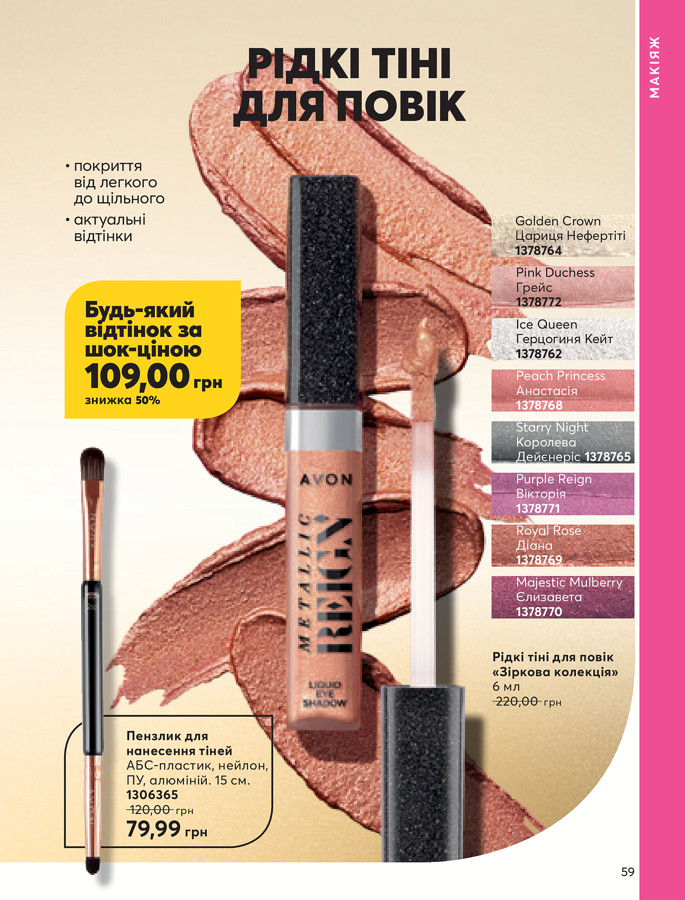 МАКІЯЖ
РІДКІ ТІНІ
ДЛЯ ПОВІК
• покриття
від легкого
до щільного
• актуальні
відтінки
Будь-який
відтінок за
шок-ціною
109,00 грн
знижка 50%
Golden Crown
Цариця Нефертіті
1378764
Pink Duchess
Грейс
1378772
Ice Queen
Герцогиня Кейт
1378762
Peach Princess
Анастасія
1378768
Starry Night
Королева
Дейєнеріс 1378765
Purple Reign
Вікторія
1378771
Royal Rose
Діана
1378769
Majestic Mulberry
Єлизавета
1378770
AVON
METALLIC
REIGN
LIQUID
EYE
SHADOW
Рідкі тіні для повік
«Зіркова колекція»
6 мл
220,00 грн
Пензлик для
нанесення тіней
АБС-пластик, нейлон,
ПУ, алюміній. 15 см.
1306365
120,00 грн
79,99 грн
59